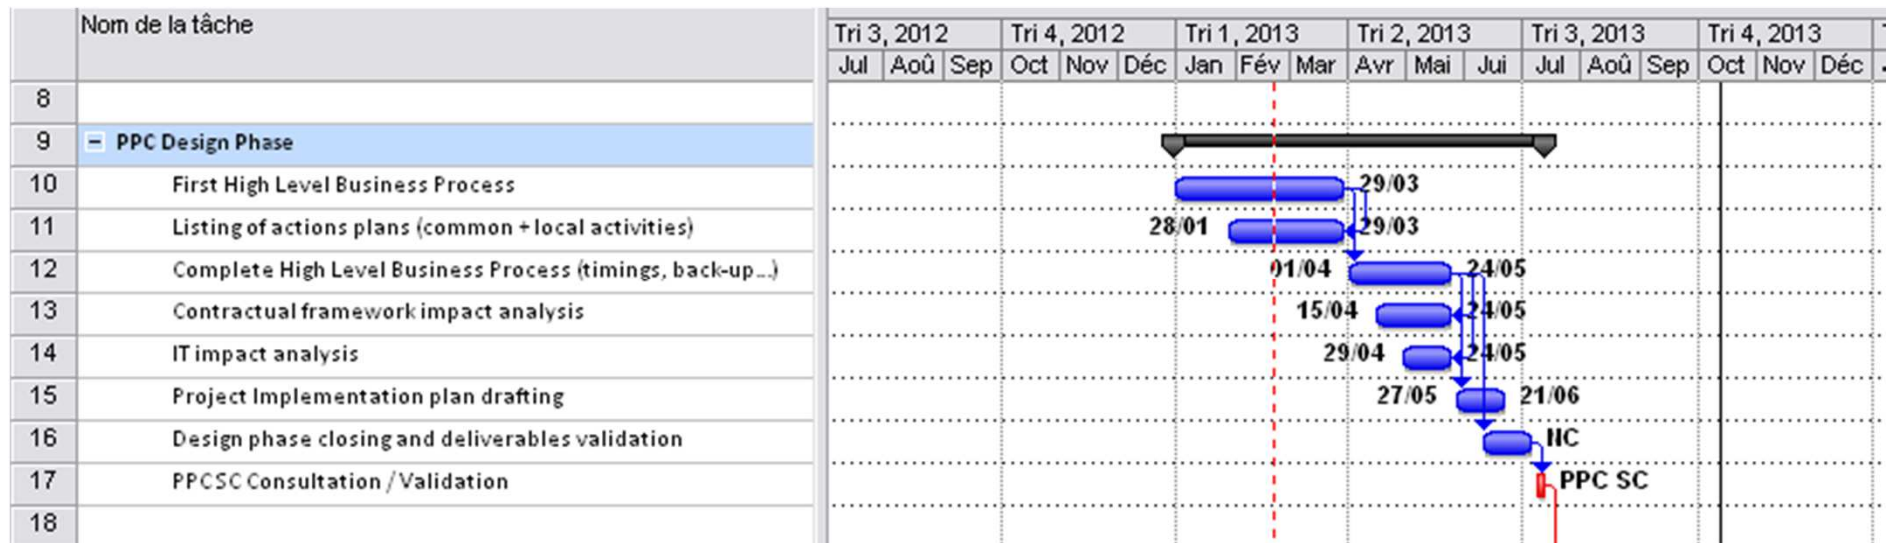 Nom de la tâche
Tri 3, 2012 Tri 4, 2012 Tri 1, 2013 Tri 2, 2013 Tri 3, 2013 Tri 4, 2013
Jul Aoû Sep Oct Nov Déc Jan Fév Mar Avr Mai Jui Jul Aoû Sep Oct Nov Déc
8
9 PPC Design Phase
10 First High Level Business Process 29/03
11 Listing of actions plans (common + local activities) 28/01 29/03
12 Complete High Level Business Process (timings, back-up...) 01/04 24/05
13 Contractual framework impact analysis 15/04 24/05
14 IT impact analysis 29/04 24/05
15 Project Implementation plan drafting 27/05 21/06
16 Design phase closing and deliverables validation NC
17 PPCSC Consultation / Validation PPC SC
18